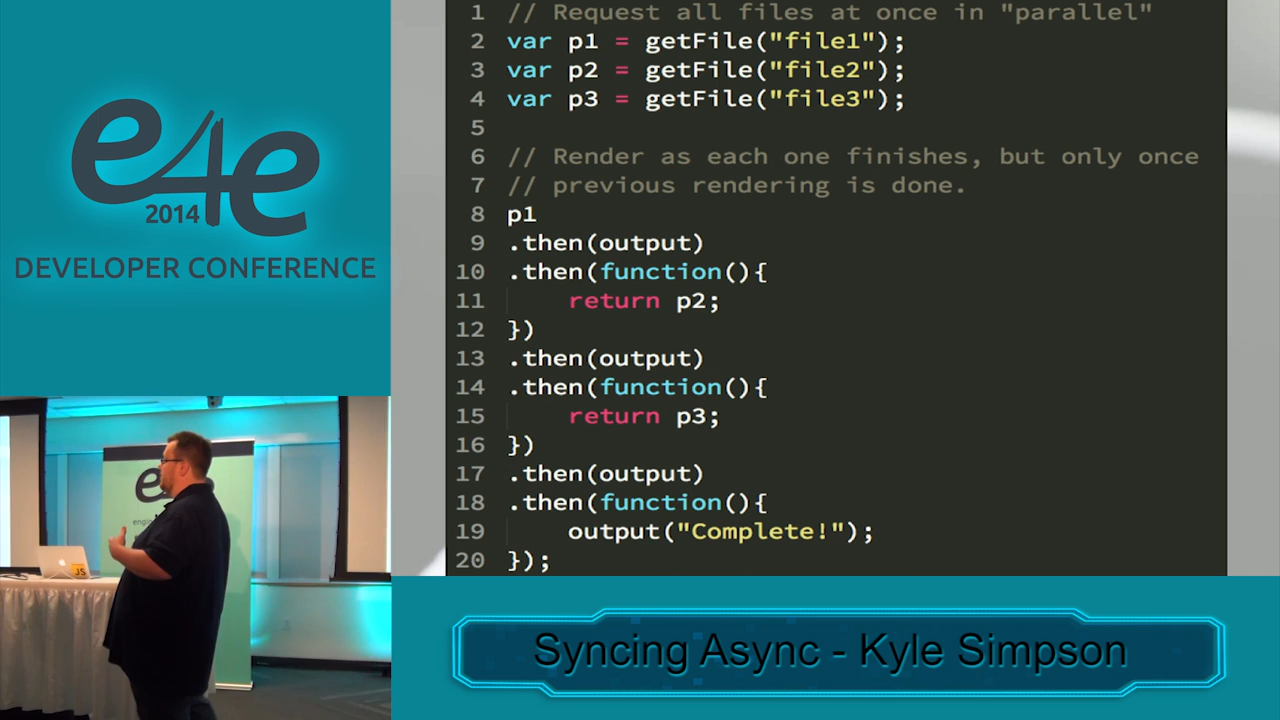 e4e
2014
DEVELOPER CONFERENCE
1 // Request all files at once in "parallel"
2 var p1 = getFile("file1");
3 var p2 = getFile("file2");
4 var p3 = getFile("file3");
5
6 // Render as each one finishes, but only once
7 // previous rendering is done.
8 p1
9 .then(output)
10 .then(function(){
11 return p2;
12 })
13 .then(output)
14 .then(function(){
15 return p3;
16 })
17 .then(output)
18 .then(function(){
19 output("Complete!");
20 });
JS
Syncing Async - Kyle Simpson